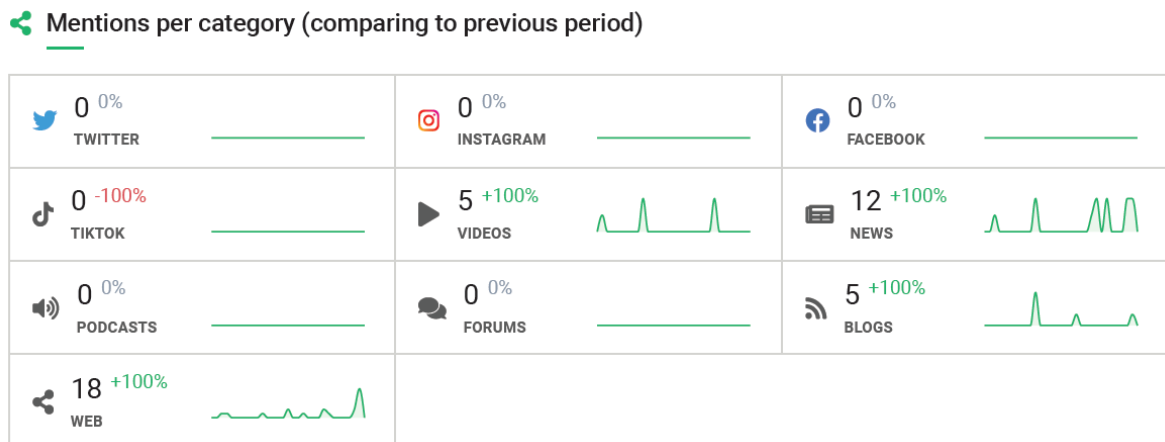 Mentions per category (comparing to previous period)
0 0%
TWITTER
0 0%
INSTAGRAM
0 0%
FACEBOOK
0 -100%
TIKTOK
5 +100%
VIDEOS
12 +100%
NEWS
0 0%
PODCASTS
0 0%
FORUMS
5 +100%
BLOGS
18 +100%
WEB